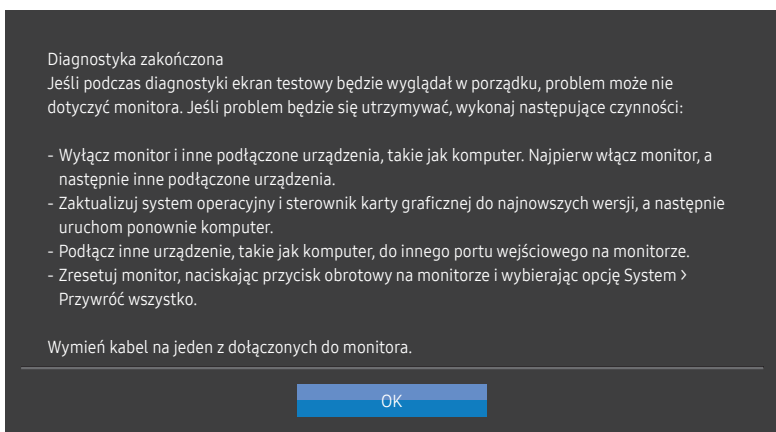 Diagnostyka zakończona
Jeśli podczas diagnostyki ekran testowy będzie wyglądał w porządku, problem może nie
dotyczyć monitora. Jeśli problem będzie się utrzymywać, wykonaj następujące czynności:
- Wyłącz monitor i inne podłączone urządzenia, takie jak komputer. Najpierw włącz monitor, a
następnie inne podłączone urządzenia.
- Zaktualizuj system operacyjny i sterownik karty graficznej do najnowszych wersji, a następnie
uruchom ponownie komputer.
- Podłącz inne urządzenie, takie jak komputer, do innego portu wejściowego na monitorze.
- Zresetuj monitor, naciskając przycisk obrotowy na monitorze i wybierając opcję System >
Przywróć wszystko.
Wymień kabel na jeden z dołączonych do monitora.
OK